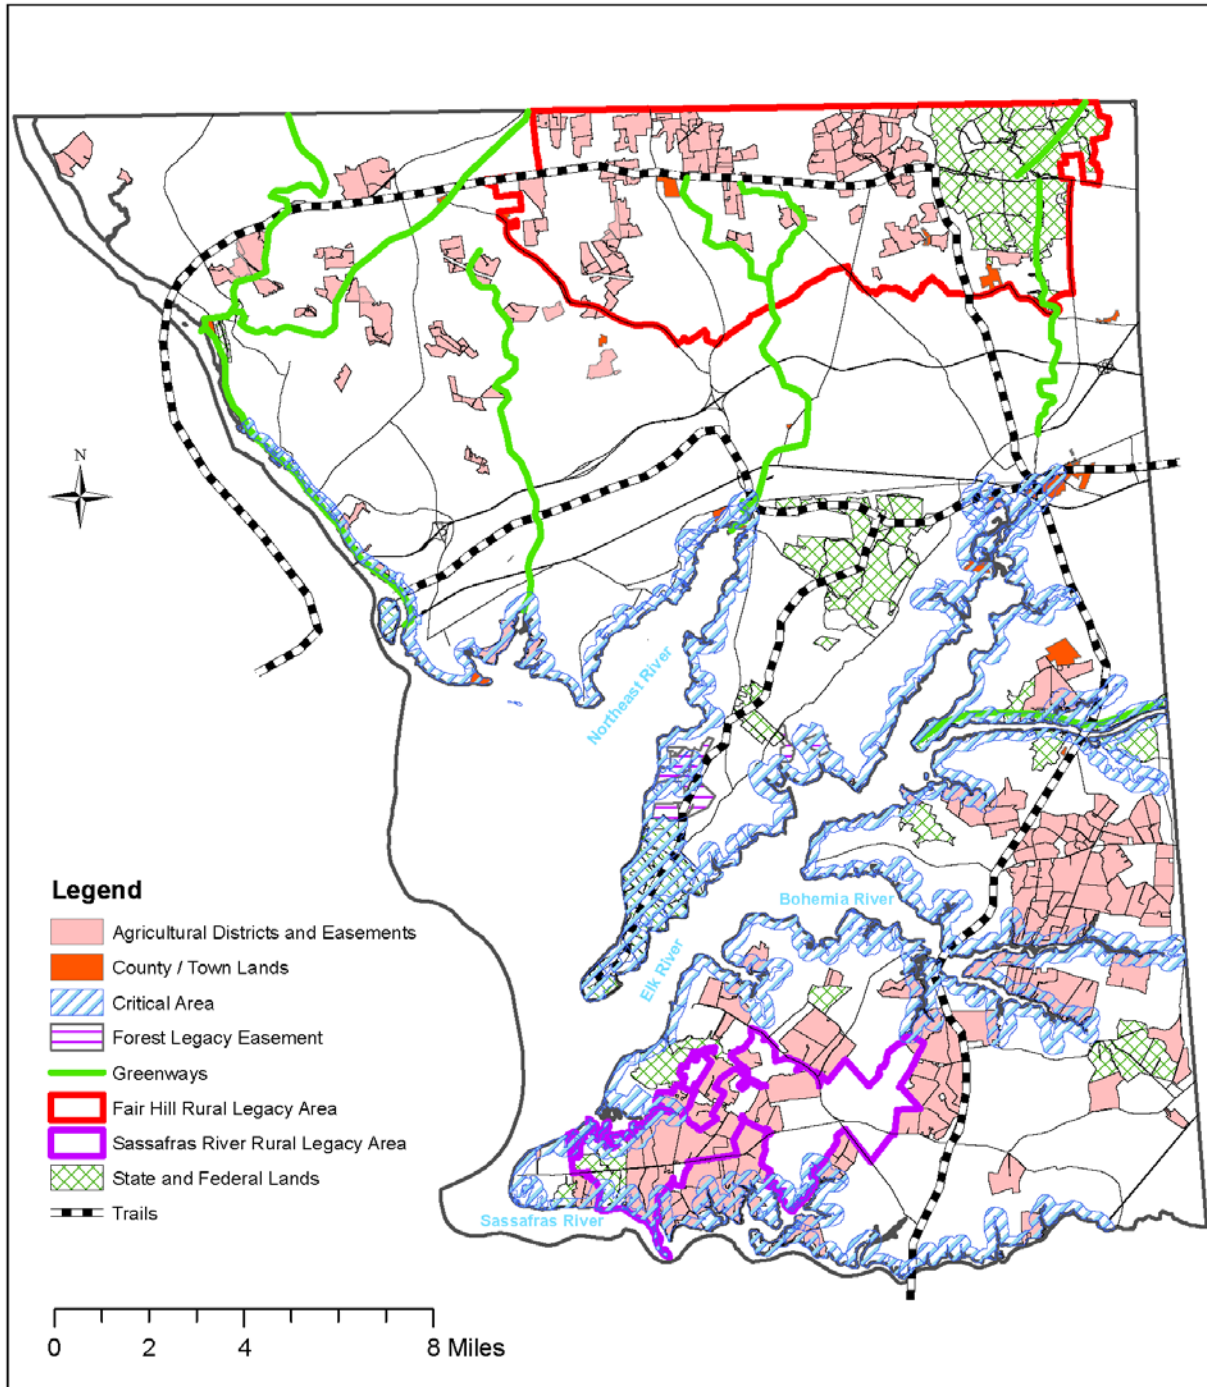 N
Northeast River
Bohemia River
Elk River
Sassafras River
Legend
Agricultural Districts and Easements
County / Town Lands
Critical Area
Forest Legacy Easement
Greenways
Fair Hill Rural Legacy Area
Sassafras River Rural Legacy Area
State and Federal Lands
Trails
0 2 4 8 Miles